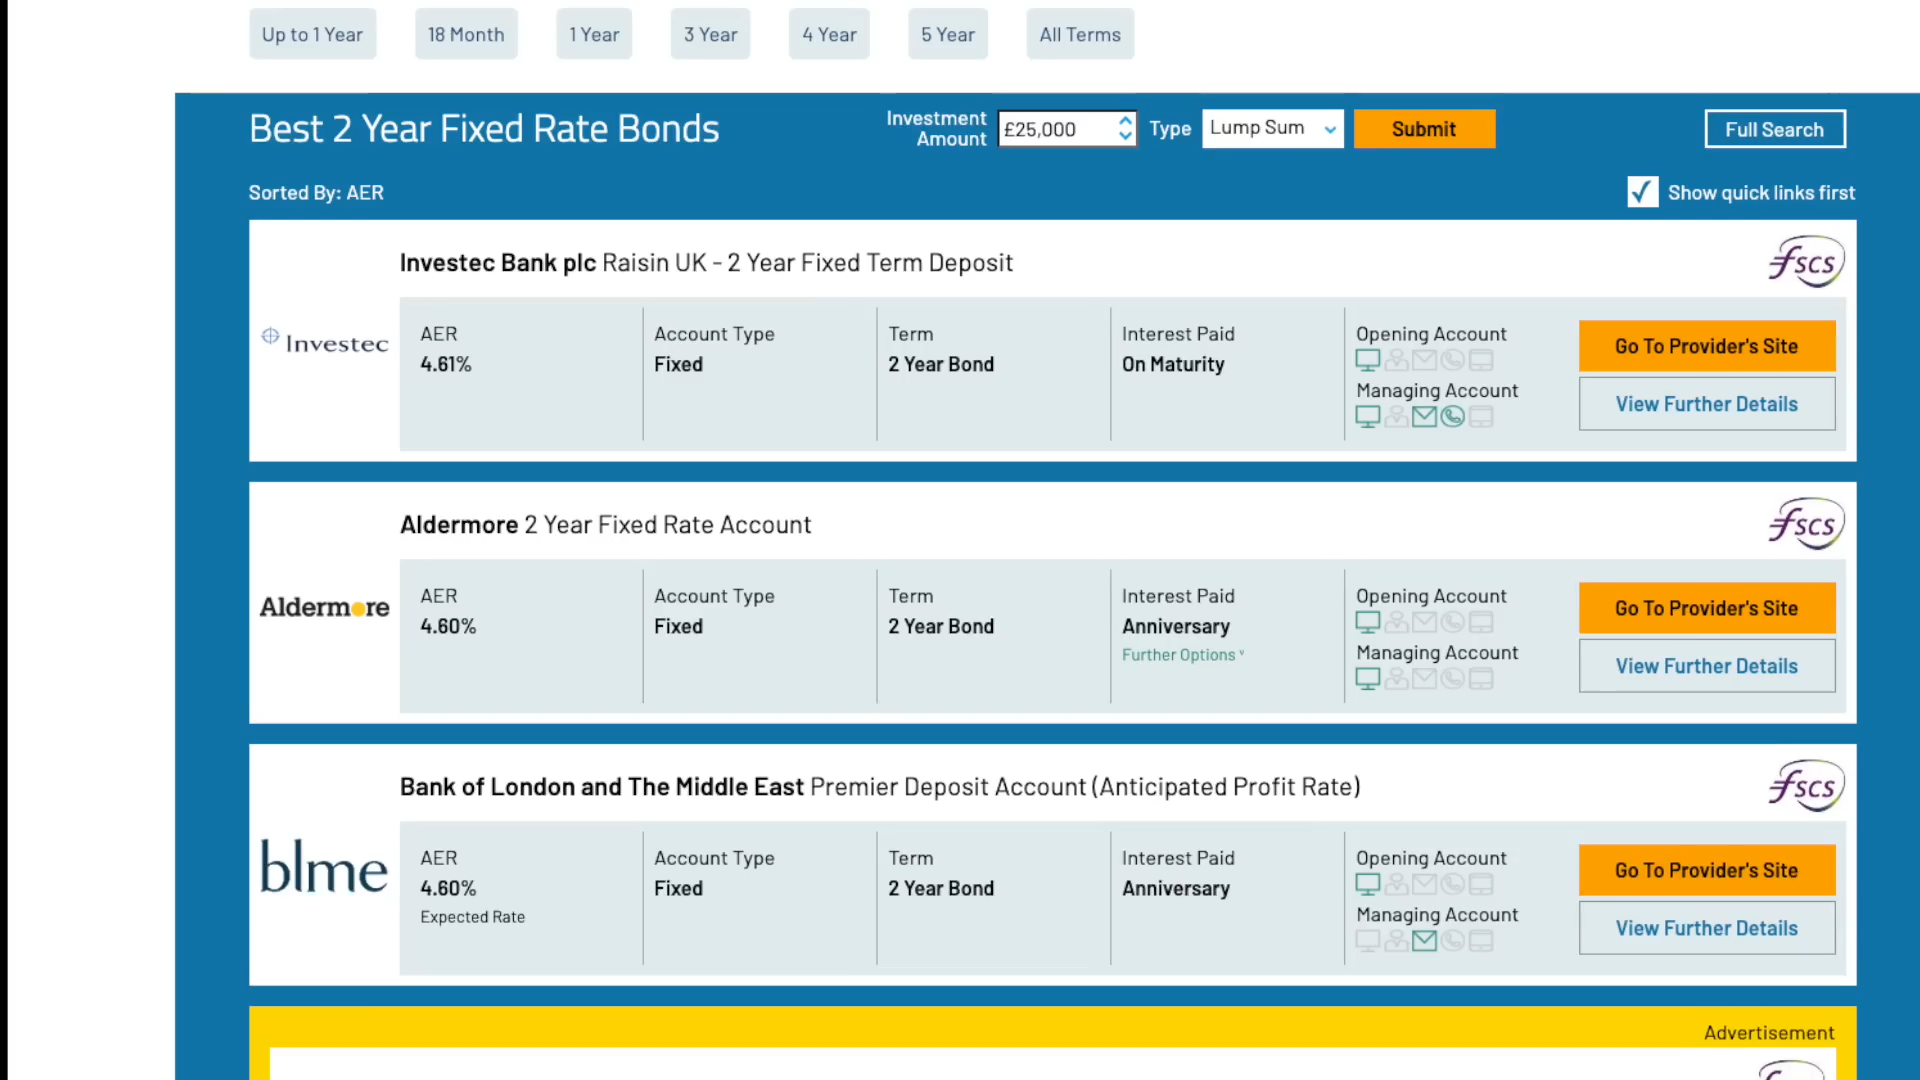 Up to 1 Year 18 Month 1 Year 3 Year 4 Year 5 Year All Terms
Best 2 Year Fixed Rate Bonds
Investment Amount £25,000 Type Lump Sum Submit Full Search
Sorted By: AER
Show quick links first
Investec Bank plc Raisin UK - 2 Year Fixed Term Deposit
fscs
Investec
AER Account Type Term Interest Paid Opening Account
4.61% Fixed 2 Year Bond On Maturity
Managing Account
Go To Provider's Site
View Further Details
Aldermore 2 Year Fixed Rate Account
fscs
Aldermore
AER Account Type Term Interest Paid Opening Account
4.60% Fixed 2 Year Bond Anniversary
Further Options
Managing Account
Go To Provider's Site
View Further Details
Bank of London and The Middle East Premier Deposit Account (Anticipated Profit Rate)
fscs
blme
AER Account Type Term Interest Paid Opening Account
4.60% Fixed 2 Year Bond Anniversary
Expected Rate
Managing Account
Go To Provider's Site
View Further Details
Advertisement